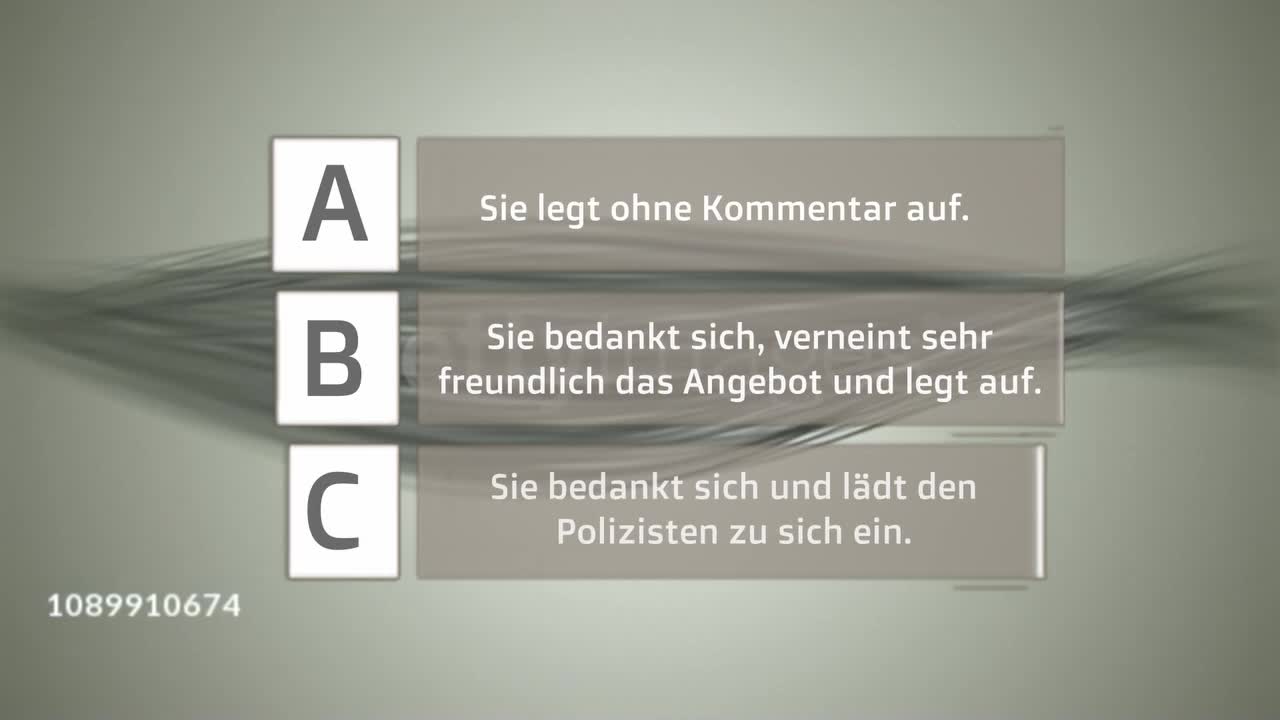 A
Sie legt ohne Kommentar auf.
B
Sie bedankt sich, verneint sehr
freundlich das Angebot und legt auf.
C
Sie bedankt sich und lädt den
Polizisten zu sich ein.
1089910674